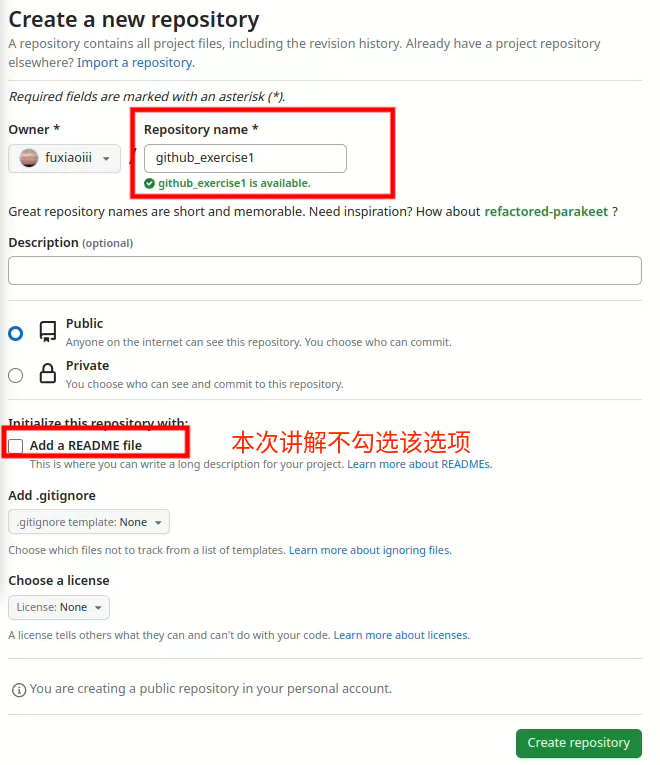 Create a new repository
A repository contains all project files, including the revision history. Already have a project repository
elsewhere? Import a repository.
Required fields are marked with an asterisk (*).
Owner *
Repository name *
fuxiaoiii
/
github_exercise1
github_exercise1 is available.
Great repository names are short and memorable. Need inspiration? How about refactored-parakeet ?
Description (optional)
Public
Anyone on the internet can see this repository. You choose who can commit.
Private
You choose who can see and commit to this repository.
Initialize this repository with:
Add a README file
本次讲解不勾选该选项
This is where you can write a long description for your project. Learn more about READMEs.
Add .gitignore
.gitignore template: None
Choose which files not to track from a list of templates. Learn more about ignoring files.
Choose a license
License: None
A license tells others what they can and can't do with your code. Learn more about licenses.
You are creating a public repository in your personal account.
Create repository